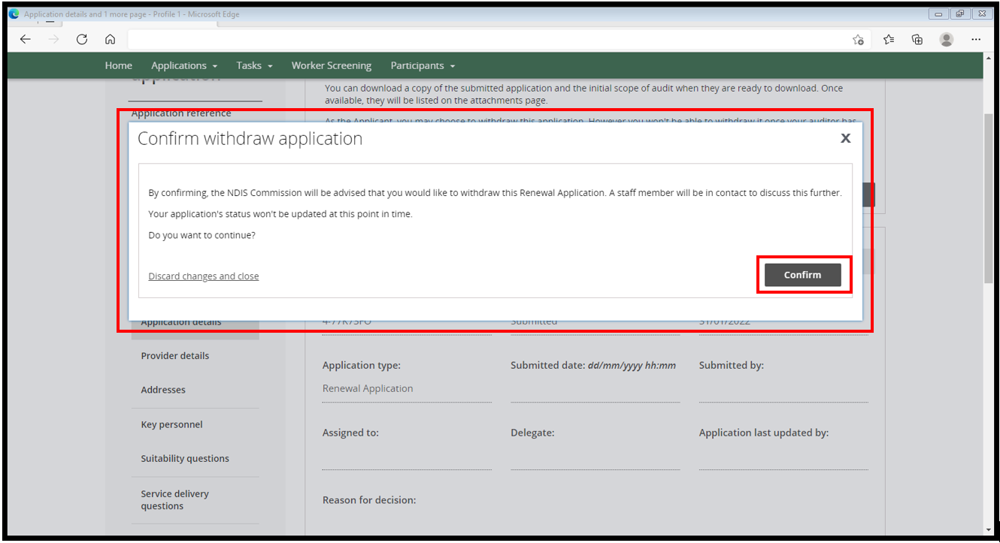 Application details and 1 more page - Profile 1 - Microsoft Edge
Home Applications Tasks Worker Screening Participants
application
You can download a copy of the submitted application and the initial scope of audit when they are ready to download. Once
available, they will be listed on the attachments page.
Application reference
As the Applicant, you may choose to withdraw this application. However you won't be able to withdraw it once your auditor has
Confirm withdraw application
X
By confirming, the NDIS Commission will be advised that you would like to withdraw this Renewal Application. A staff member will be in contact to discuss this further.
Your application's status won't be updated at this point in time.
Do you want to continue?
Discard changes and close
Confirm
Application details
Submitted
31/01/2022
Provider details
Addresses
Key personnel
Suitability questions
Service delivery
questions
Application type:
Submitted date: dd/mm/yyyy hh:mm
Submitted by:
Renewal Application
Assigned to:
Delegate:
Application last updated by:
Reason for decision: